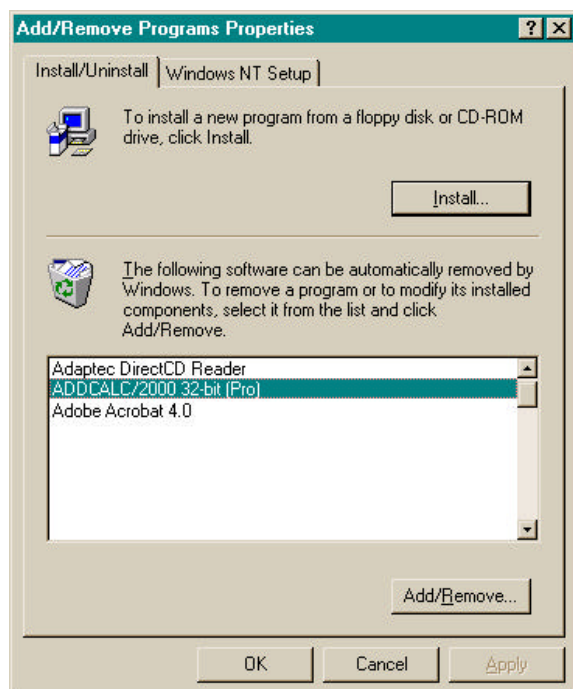 Add/Remove Programs Properties
Install/Uninstall
Windows NT Setup
To install a new program from a floppy disk or CD-ROM
drive, click Install.
Install...
The following software can be automatically removed by
Windows. To remove a program or to modify its installed
components, select it from the list and click
Add/Remove.
Adaptec DirectCD Reader
ADDCALC/2000 32-bit (Pro)
Adobe Acrobat 4.0
Add/Remove...
OK
Cancel
Apply